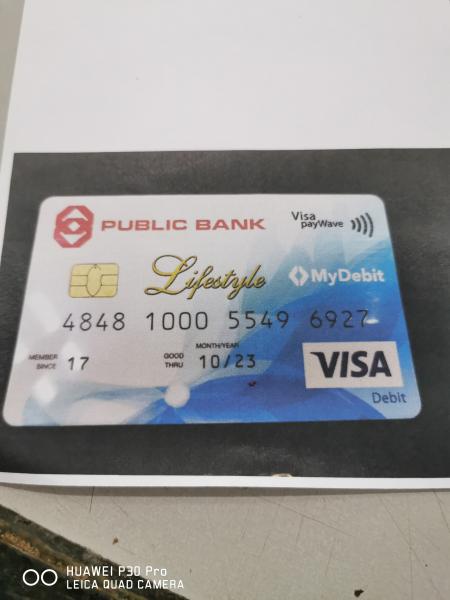 PUBLIC BANK
Visa
payWave
Lifestyle
MyDebit
4848 1000 5549 6927
MEMBER SINCE 17
GOOD THRU MONTH/YEAR 10/23
VISA
Debit
HUAWEI P30 Pro
LEICA QUAD CAMERA